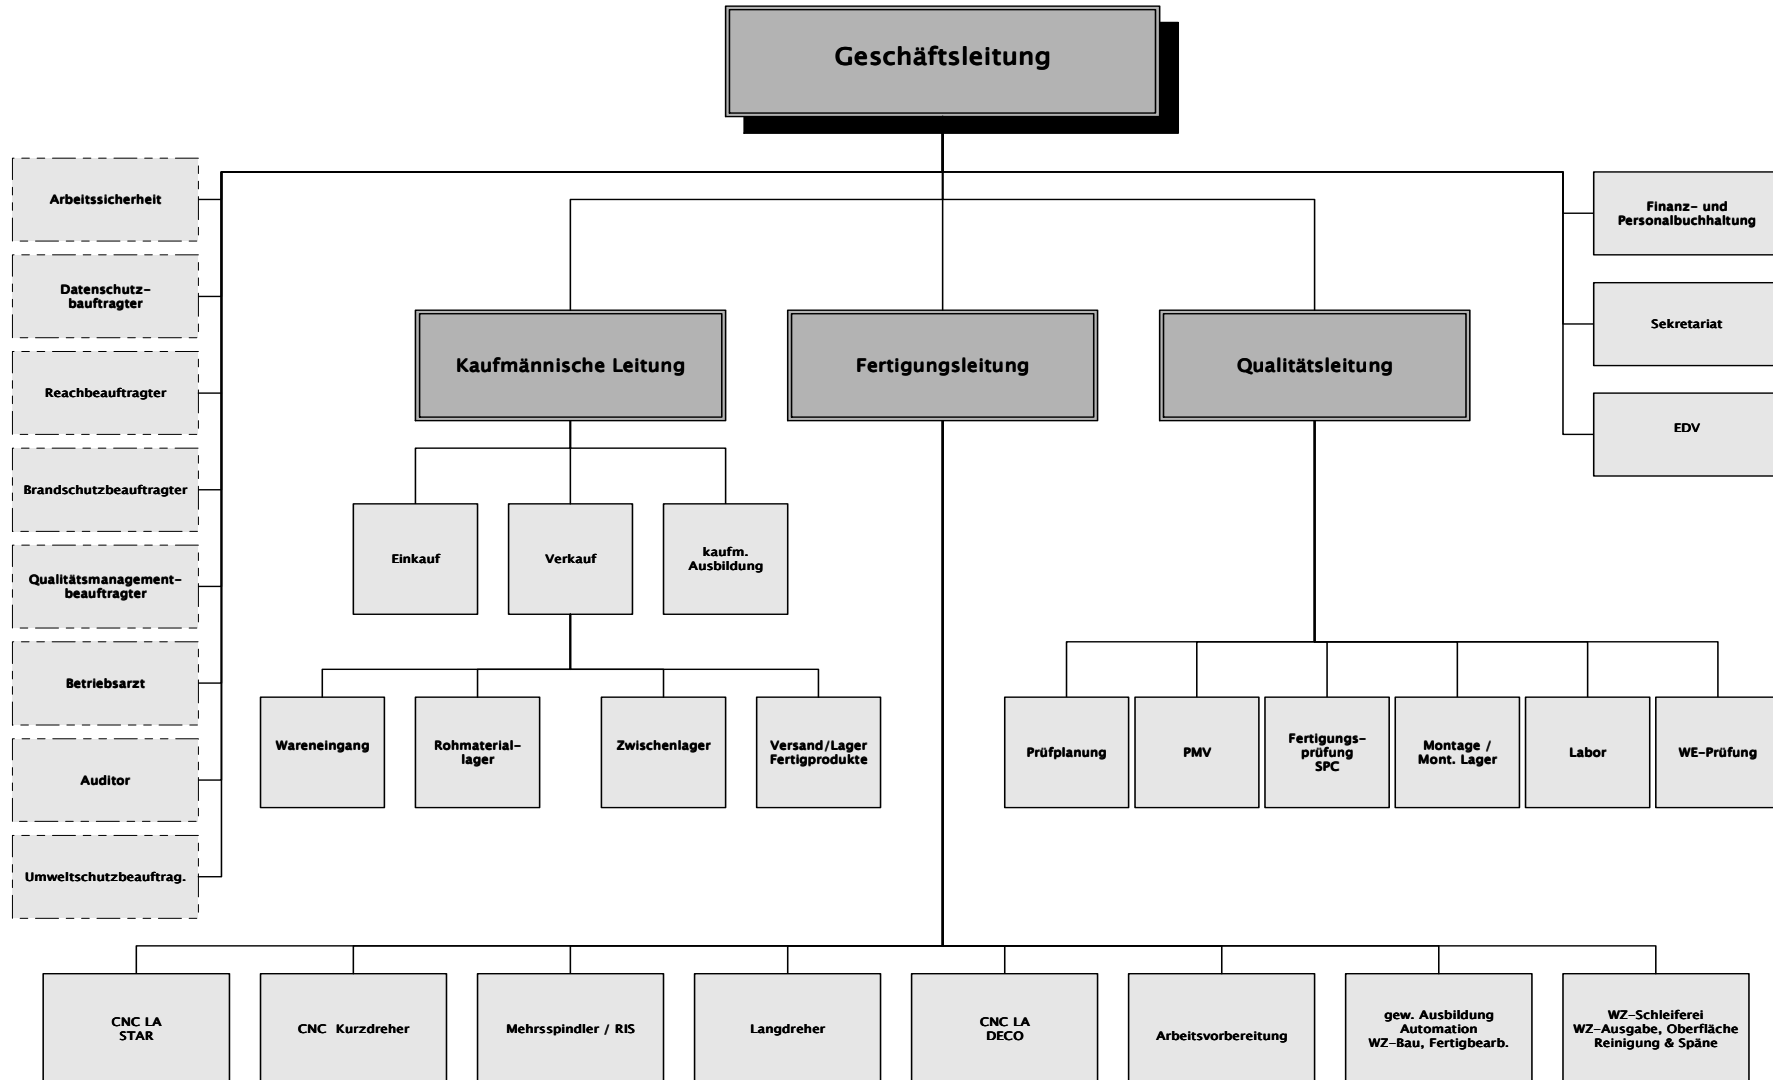 Geschäftsleitung
Arbeitssicherheit
Datenschutz-
bauftragter
Reachbeauftragter
Brandschutzbeauftragter
Qualitätsmanagement-
beauftragter
Betriebsarzt
Auditor
Umweltschutzbeauftrag.
Finanz- und
Personalbuchhaltung
Sekretariat
EDV
Kaufmännische Leitung
Fertigungsleitung
Qualitätsleitung
Einkauf
Verkauf
kaufm.
Ausbildung
Wareneingang
Rohmaterial-
lager
Zwischenlager
Versand/Lager
Fertigprodukte
Prüfplanung
PMV
Fertigungs-
prüfung
SPC
Montage /
Mont. Lager
Labor
WE-Prüfung
CNC LA
STAR
CNC Kurzdreher
Mehrsspindler / RIS
Langdreher
CNC LA
DECO
Arbeitsvorbereitung
gew. Ausbildung
Automation
WZ-Bau, Fertigbearb.
WZ-Schleiferei
WZ-Ausgabe, Oberfläche
Reinigung & Späne